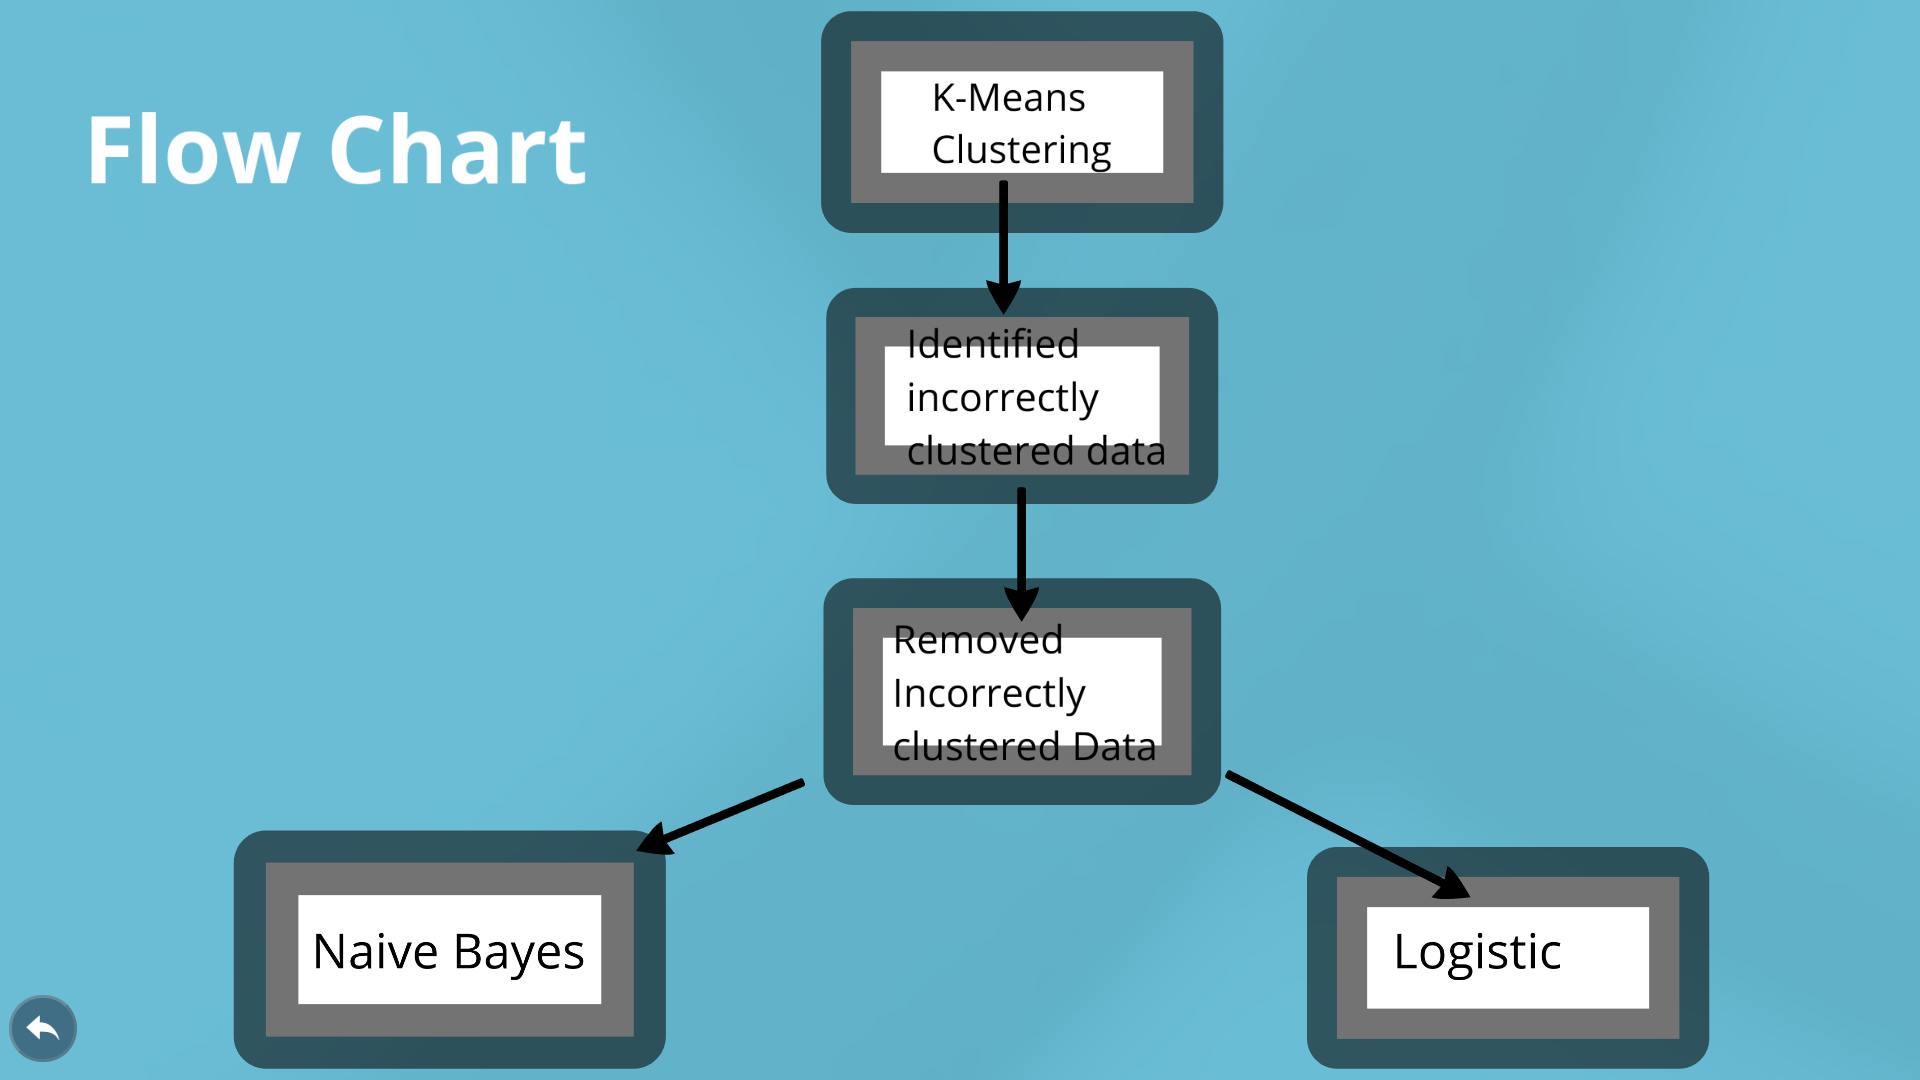 Flow Chart
K-Means
Clustering
Identified
incorrectly
clustered data
Removed
Incorrectly
clustered Data
Naive Bayes
Logistic